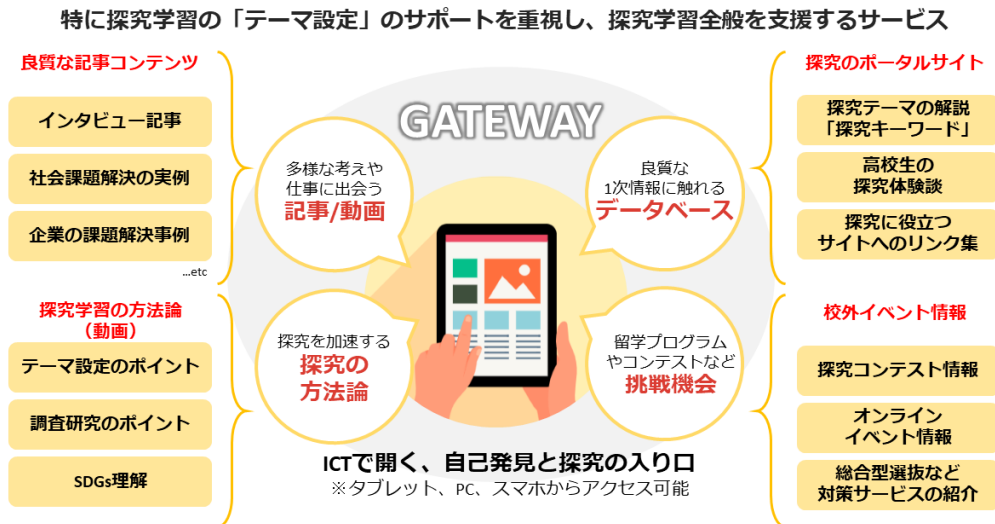 特に探究学習の「テーマ設定」のサポートを重視し、探究学習全般を支援するサービス
良質な記事コンテンツ
インタビュー記事
社会課題解決の実例
企業の課題解決事例
...etc
探究学習の方法論
（動画）
テーマ設定のポイント
調査研究のポイント
SDGs理解
GATEWAY
多様な考えや
仕事に出会う
記事/動画
良質な
1次情報に触れる
データベース
探究を加速する
探究の
方法論
留学プログラム
やコンテストなど
挑戦機会
ICTで開く、自己発見と探究の入り口
※タブレット、PC、スマホからアクセス可能
探究のポータルサイト
探究テーマの解説
「探究キーワード」
高校生の
探究体験談
探究に役立つ
サイトへのリンク集
校外イベント情報
探究コンテスト情報
オンライン
イベント情報
総合型選抜など
対策サービスの紹介